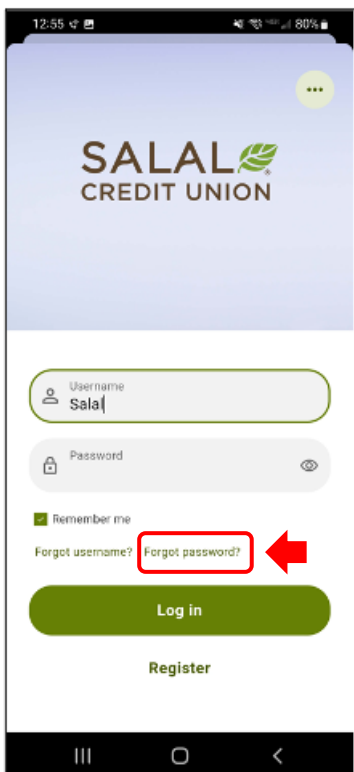 12:55
80%
SALAL
CREDIT UNION
Username
Salal
Password
Remember me
Forgot username? Forgot password?
Log in
Register